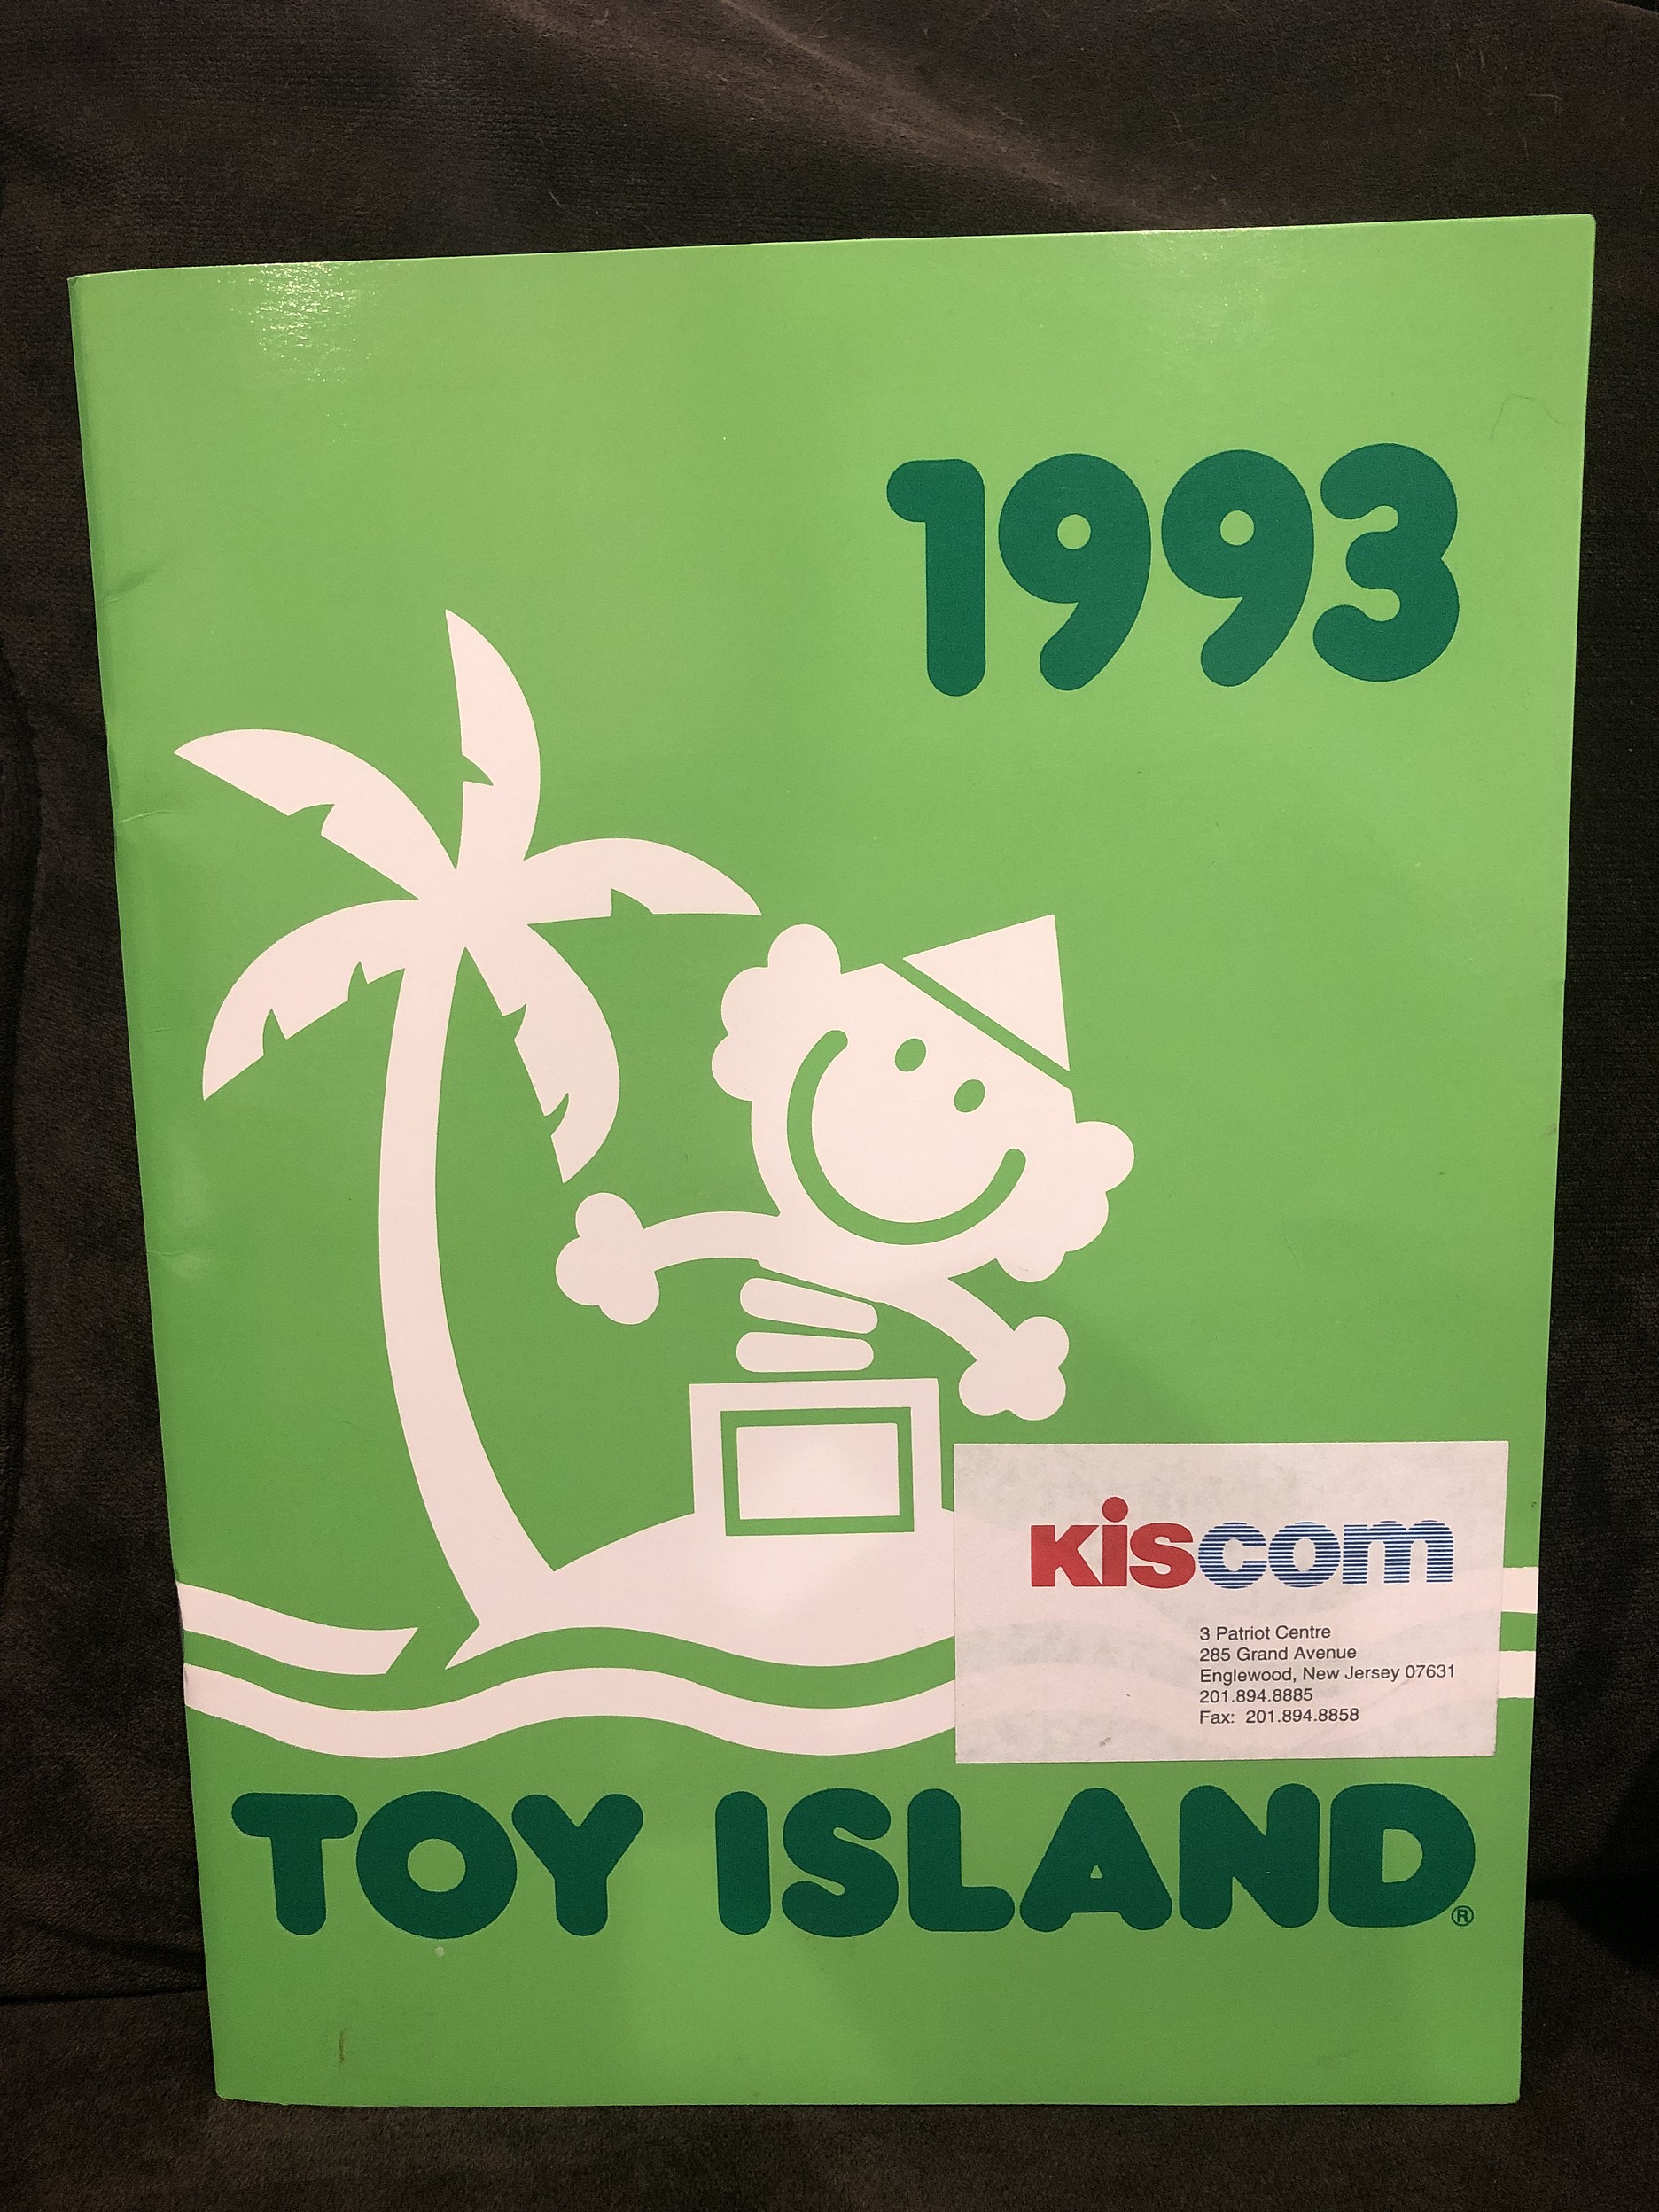 1993
kiscom
3 Patriot Centre
285 Grand Avenue
Englewood, New Jersey 07631
201.894.8885
Fax: 201.894.8858
TOY ISLAND®